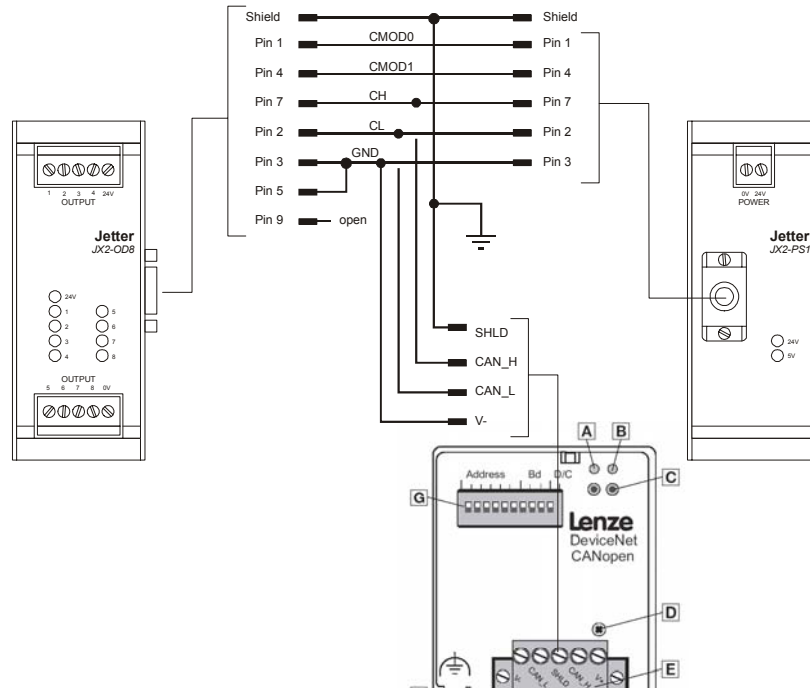 Shield Shield
Pin 1 CMOD0 Pin 1
Pin 4 CMOD1 Pin 4
Pin 7 CH Pin 7
Pin 2 CL Pin 2
Pin 3 GND Pin 3
Pin 5
Pin 9 open
1 2 3 4 24V
OUTPUT
Jetter
JX2-OD8
24V
1 5
2 6
3 7
4 8
OUTPUT
5 6 7 8 0V
0V 24V
POWER
Jetter
JX2-PS1
24V
5V
SHLD
CAN_H
CAN_L
V-
A B
Address Bd D/C
C
G
Lenze
DeviceNet
CANopen
D
E
V- CAN_L SHLD CAN_H V+